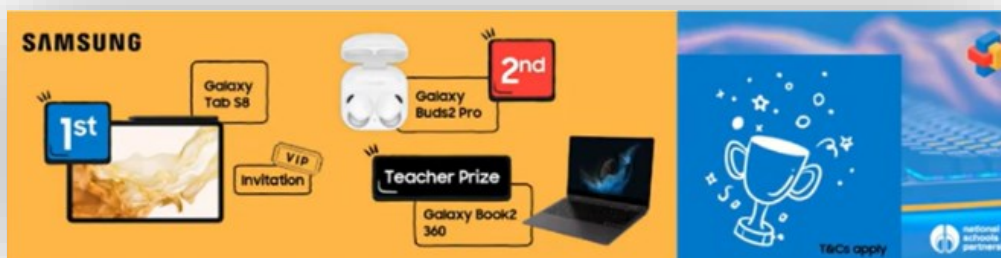 SAMSUNG
1st
Galaxy
Tab S8
VIP
Invitation
2nd
Galaxy
Buds2 Pro
Teacher Prize
Galaxy Book2
360
T&Cs apply
national
schools
partners